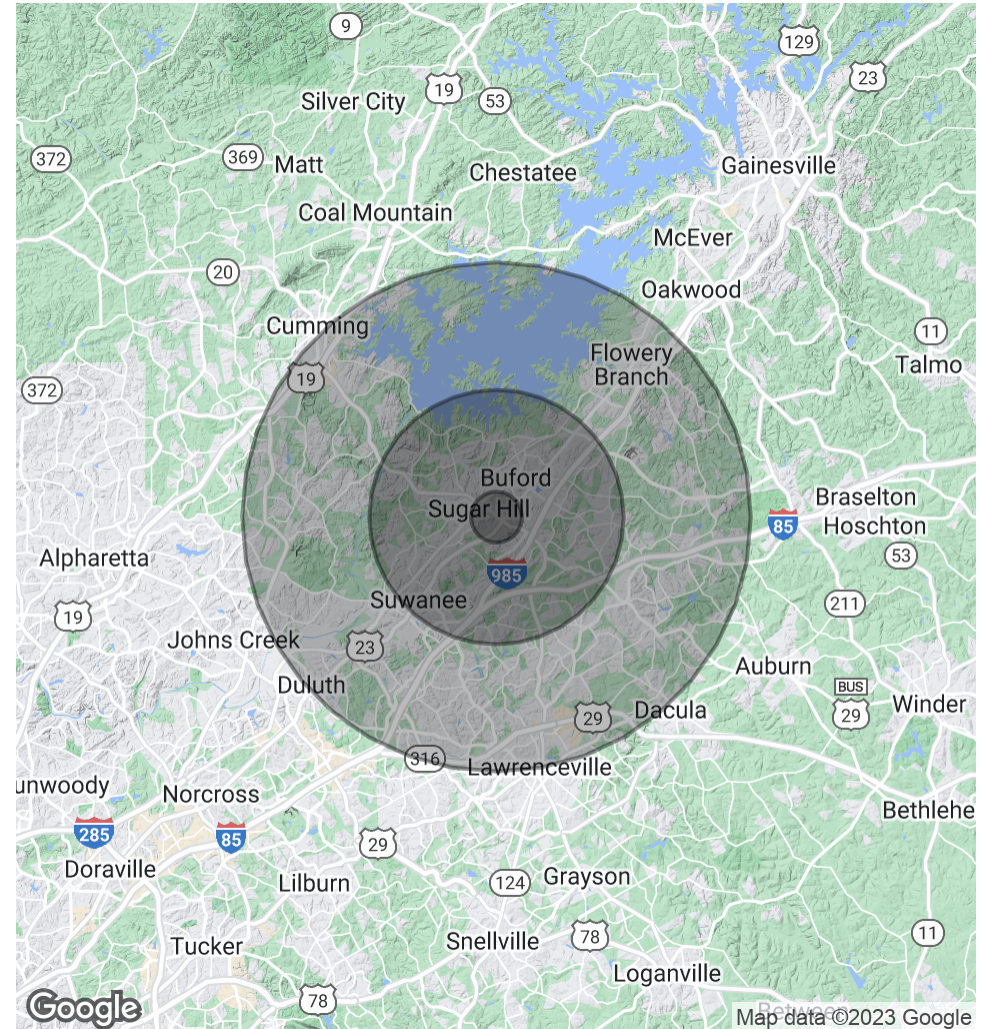 9
129
19
23
Silver City
53
372
369
Matt
Chestatee
Gainesville
Coal Mountain
McEver
20
Oakwood
Cumming
11
Flowery
Branch
19
Talmo
372
Buford
Sugar Hill
Braselton
85
Hoschton
53
Alpharetta
985
Suwanee
211
19
Johns Creek
23
Auburn
Duluth
BUS
29
Winder
Dacula
29
316
Lawrenceville
unwoody
Norcross
Bethlehe
285
85
29
Doraville
Lilburn
124
Grayson
11
Tucker
Snellville
78
Loganville
78
Google
Between
Map data ©2023 Google